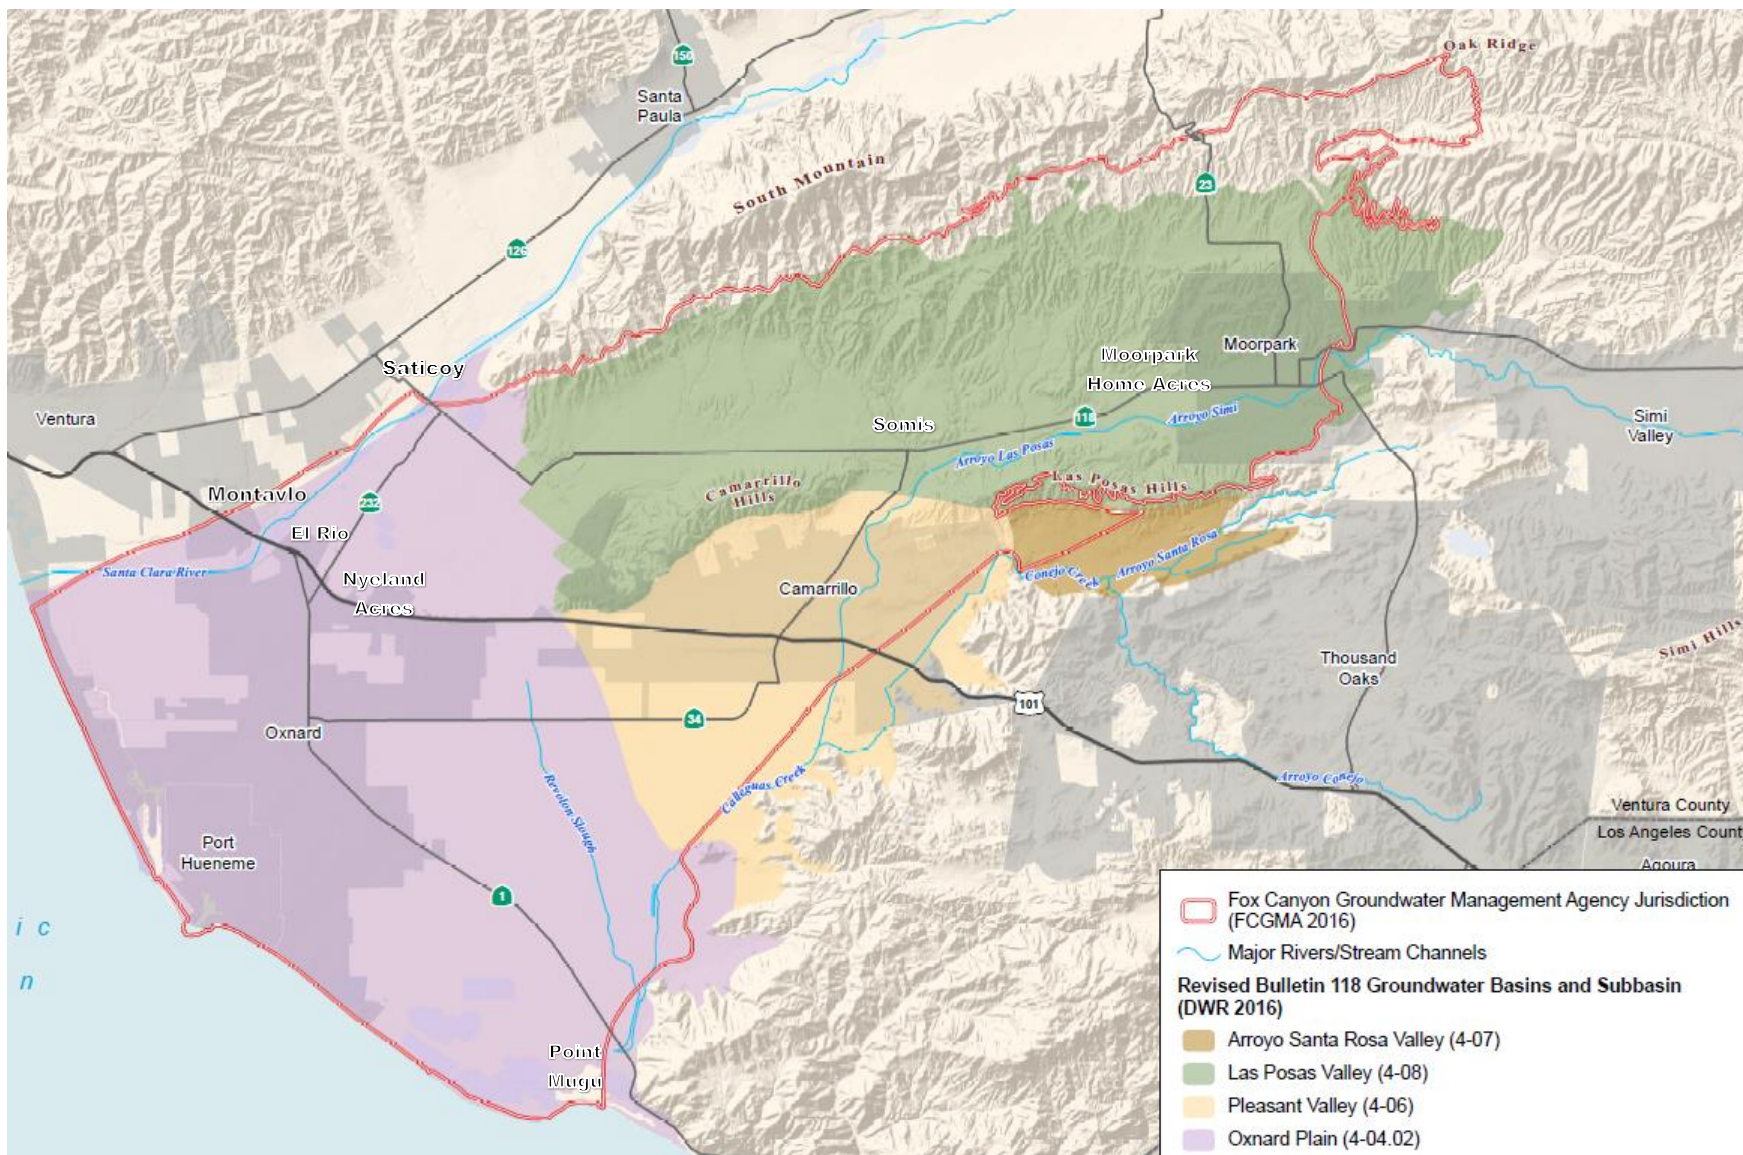 Oak Ridge
150
Santa
Paula
South Mountain
23
126
Saticoy
Moorpark
Home Acres
Moorpark
Ventura
118
Arroyo Simi
Simi
Valley
Somis
Arroyo Las Posas
Camarrillo
Hills
Las Posas Hills
Montavlo
232
El Rio
Santa Clara River
Nyeland
Acres
Camarrillo
Conejo Creek
Arroyo Santa Rosa
Simi Hills
Thousand
Oaks
101
34
Oxnard
Revolon Slough
Calleguas Creek
Arroyo Conejo
Ventura County
Los Angeles Count
Agoura
Port
Hueneme
1
i c
n
Point
Mugu
Fox Canyon Groundwater Management Agency Jurisdiction
(FCGMA 2016)
Major Rivers/Stream Channels
Revised Bulletin 118 Groundwater Basins and Subbasin
(DWR 2016)
Arroyo Santa Rosa Valley (4-07)
Las Posas Valley (4-08)
Pleasant Valley (4-06)
Oxnard Plain (4-04.02)